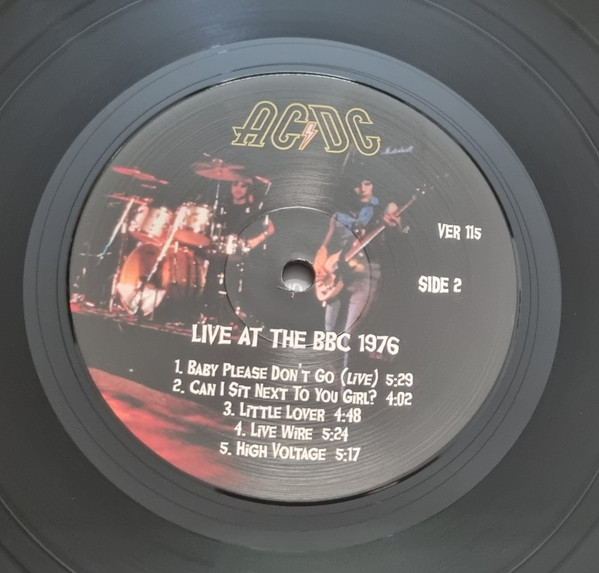 AC/DC
Marshall
VER 115
SIDE 2
LIVE AT THE BBC 1976
1. BABY PLEASE DON'T GO (LIVE) 5:29
2. CAN I SIT NEXT TO YOU GIRL? 4:02
3. LITTLE LOVER 4:48
4. LIVE WIRE 5:24
5. HIGH VOLTAGE 5:17